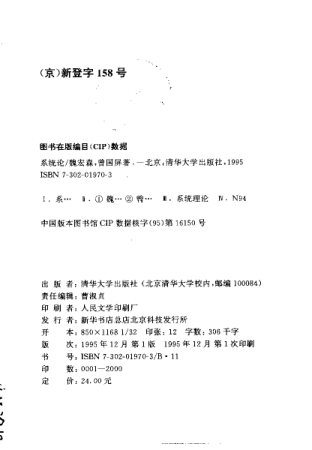 (京)新登字 158 号
图书在版编目(CIP)数据
系统论/魏宏森,曾国屏著.—北京:清华大学出版社,1995
ISBN 7-302-01970-3
Ⅰ.系… Ⅱ.①魏…②曾… Ⅲ.系统理论 Ⅳ.N94
中国版本图书馆 CIP 数据核字(95)第 16150 号
出 版 者:清华大学出版社(北京清华大学校内,邮编 100084)
责任编辑:曹淑贞
印 刷 者:人民文学印刷厂
发 行 者:新华书店总店北京科技发行所
开 本:850×1168 1/32 印张:12 字数:306 千字
版 次:1995 年 12 月 第 1 版 1995 年 12 月 第 1 次印刷
书 号:ISBN 7-302-01970-3/B·11
印 数:0001—2000
定 价:24.00 元